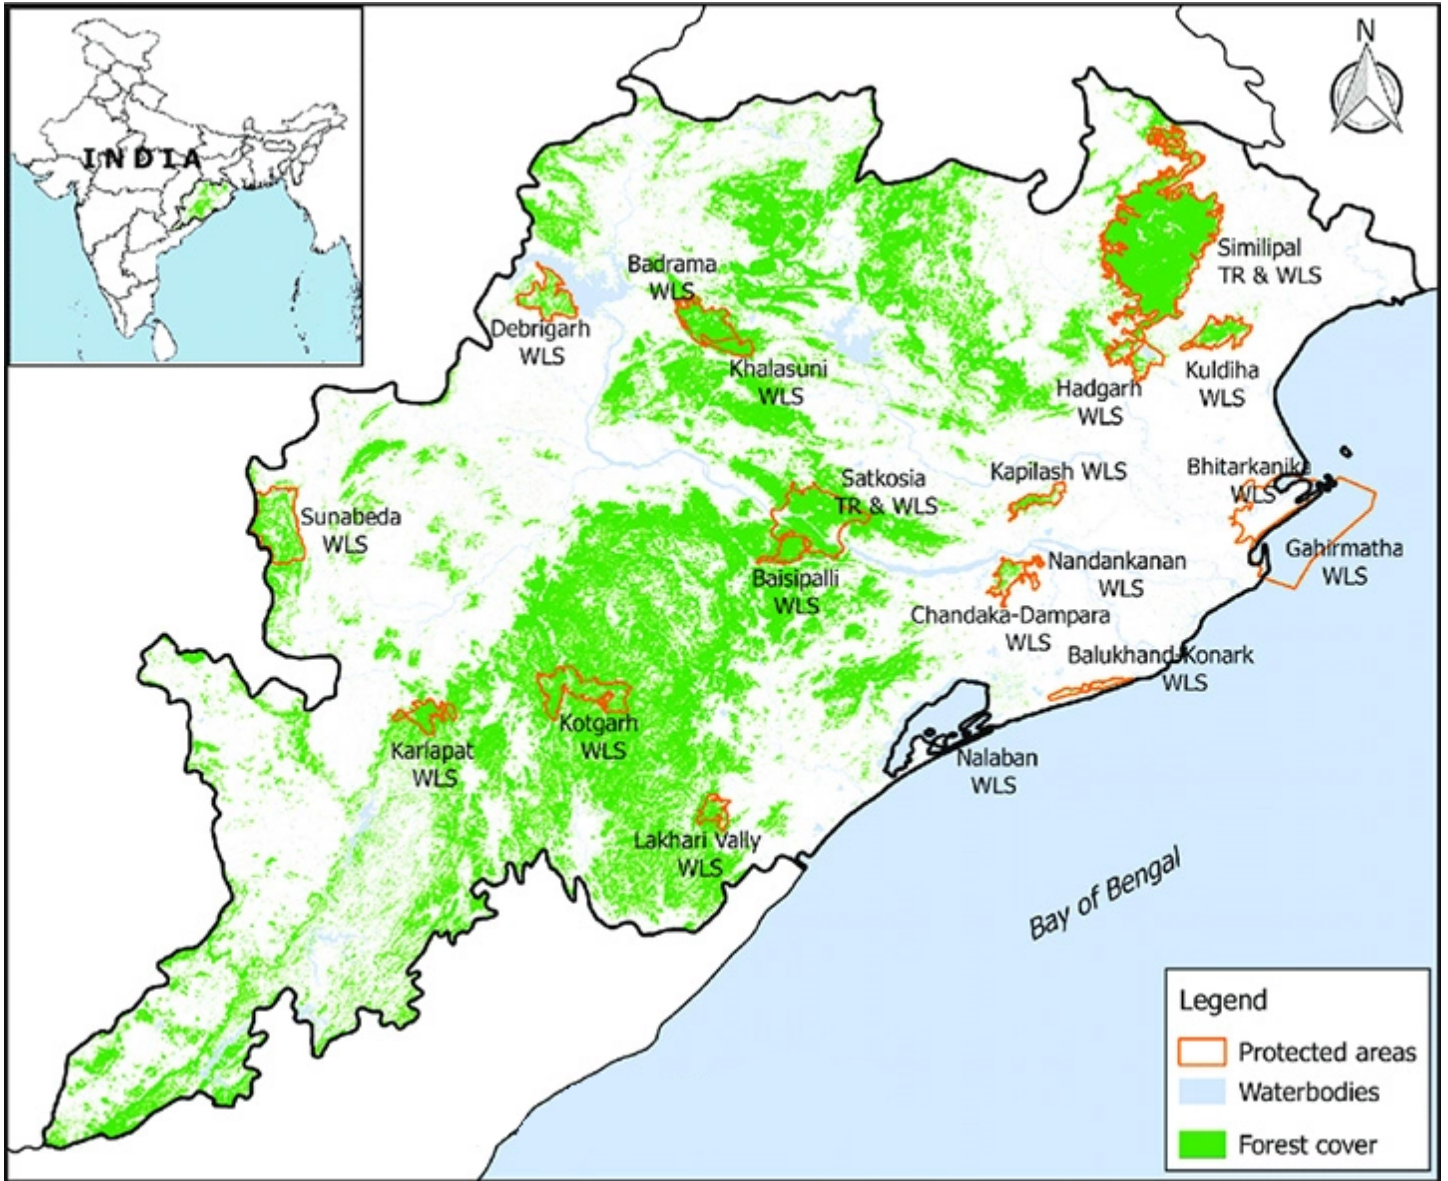 INDIA
N
Similipal
TR & WLS
Badrama
WLS
Debrigarh
WLS
Khalasuni
WLS
Hadgarh
WLS
Kuldiha
WLS
Satkosia
TR & WLS
Kapilash WLS
Bhitarkanika
WLS
Sunabeda
WLS
Gahirmatha
WLS
Baisipalli
WLS
Nandankanan
WLS
Chandaka-Dampara
WLS
Balukhand-Konark
WLS
Karlapat
WLS
Kotgarh
WLS
Nalaban
WLS
Lakhari Vally
WLS
Bay of Bengal
Legend
Protected areas
Waterbodies
Forest cover